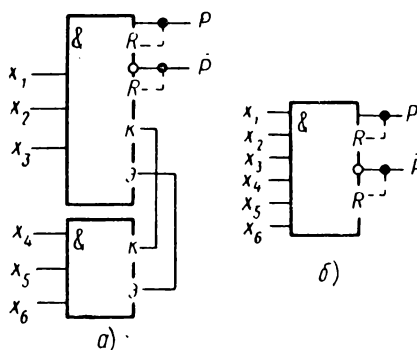 & P
R
x₁ P̄
R
x₂
x₃ К
Э
x₄ & К
x₅ Э
x₆
а)
x₁ & P
x₂ R
x₃
x₄ P̄
x₅ R
x₆
б)